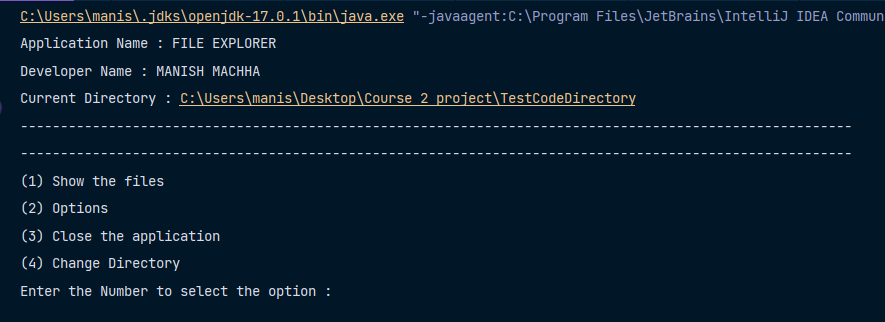 C:\Users\manis\.jdks\openjdk-17.0.1\bin\java.exe "-javaagent:C:\Program Files\JetBrains\IntelliJ IDEA Commun
Application Name : FILE EXPLORER
Developer Name : MANISH MACHHA
Current Directory : C:\Users\manis\Desktop\Course 2 project\TestCodeDirectory
--------------------------------------------------------------------------------------------------------
--------------------------------------------------------------------------------------------------------
(1) Show the files
(2) Options
(3) Close the application
(4) Change Directory
Enter the Number to select the option :